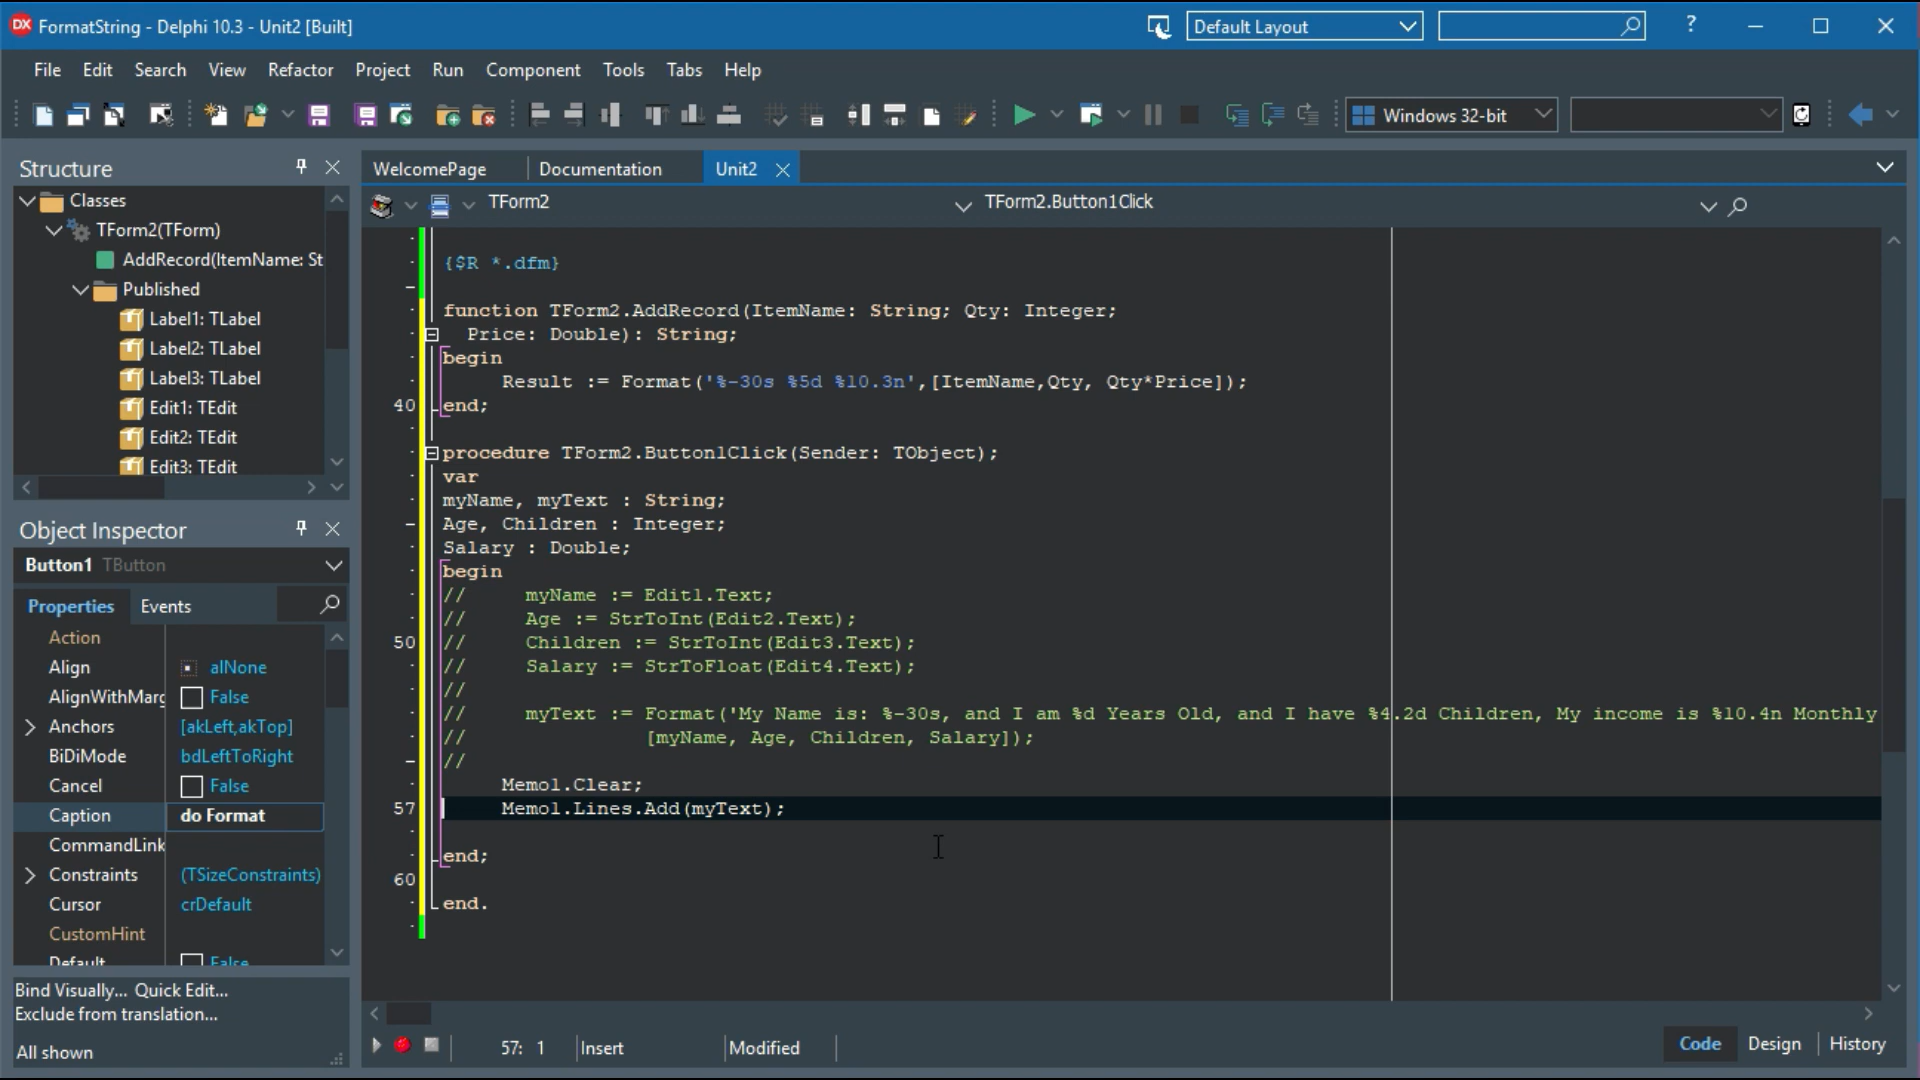 FormatString - Delphi 10.3 - Unit2 [Built]
Default Layout
?
File Edit Search View Refactor Project Run Component Tools Tabs Help
Windows 32-bit
Structure
WelcomePage Documentation Unit2
TForm2 TForm2.Button1Click
Classes
TForm2(TForm)
AddRecord(ItemName: St
Published
Label1: TLabel
Label2: TLabel
Label3: TLabel
Edit1: TEdit
Edit2: TEdit
Edit3: TEdit
Object Inspector
Button1 TButton
Properties Events
Action
Align alNone
AlignWithMarg False
Anchors [akLeft,akTop]
BiDiMode bdLeftToRight
Cancel False
Caption do Format
CommandLink
Constraints (TSizeConstraints)
Cursor crDefault
CustomHint
Default False
Bind Visually... Quick Edit...
Exclude from translation...
All shown
{$R *.dfm}
function TForm2.AddRecord(ItemName: String; Qty: Integer;
Price: Double): String;
begin
Result := Format('%-30s %5d %10.3n',[ItemName,Qty, Qty*Price]);
40 end;
procedure TForm2.Button1Click(Sender: TObject);
var
myName, myText : String;
Age, Children : Integer;
Salary : Double;
begin
// myName := Edit1.Text;
// Age := StrToInt(Edit2.Text);
50 // Children := StrToInt(Edit3.Text);
// Salary := StrToFloat(Edit4.Text);
//
// myText := Format('My Name is: %-30s, and I am %d Years Old, and I have %4.2d Children, My income is %10.4n Monthly
// [myName, Age, Children, Salary]);
//
Memo1.Clear;
57 Memo1.Lines.Add(myText);
end;
60
end.
57: 1 Insert Modified
Code Design History